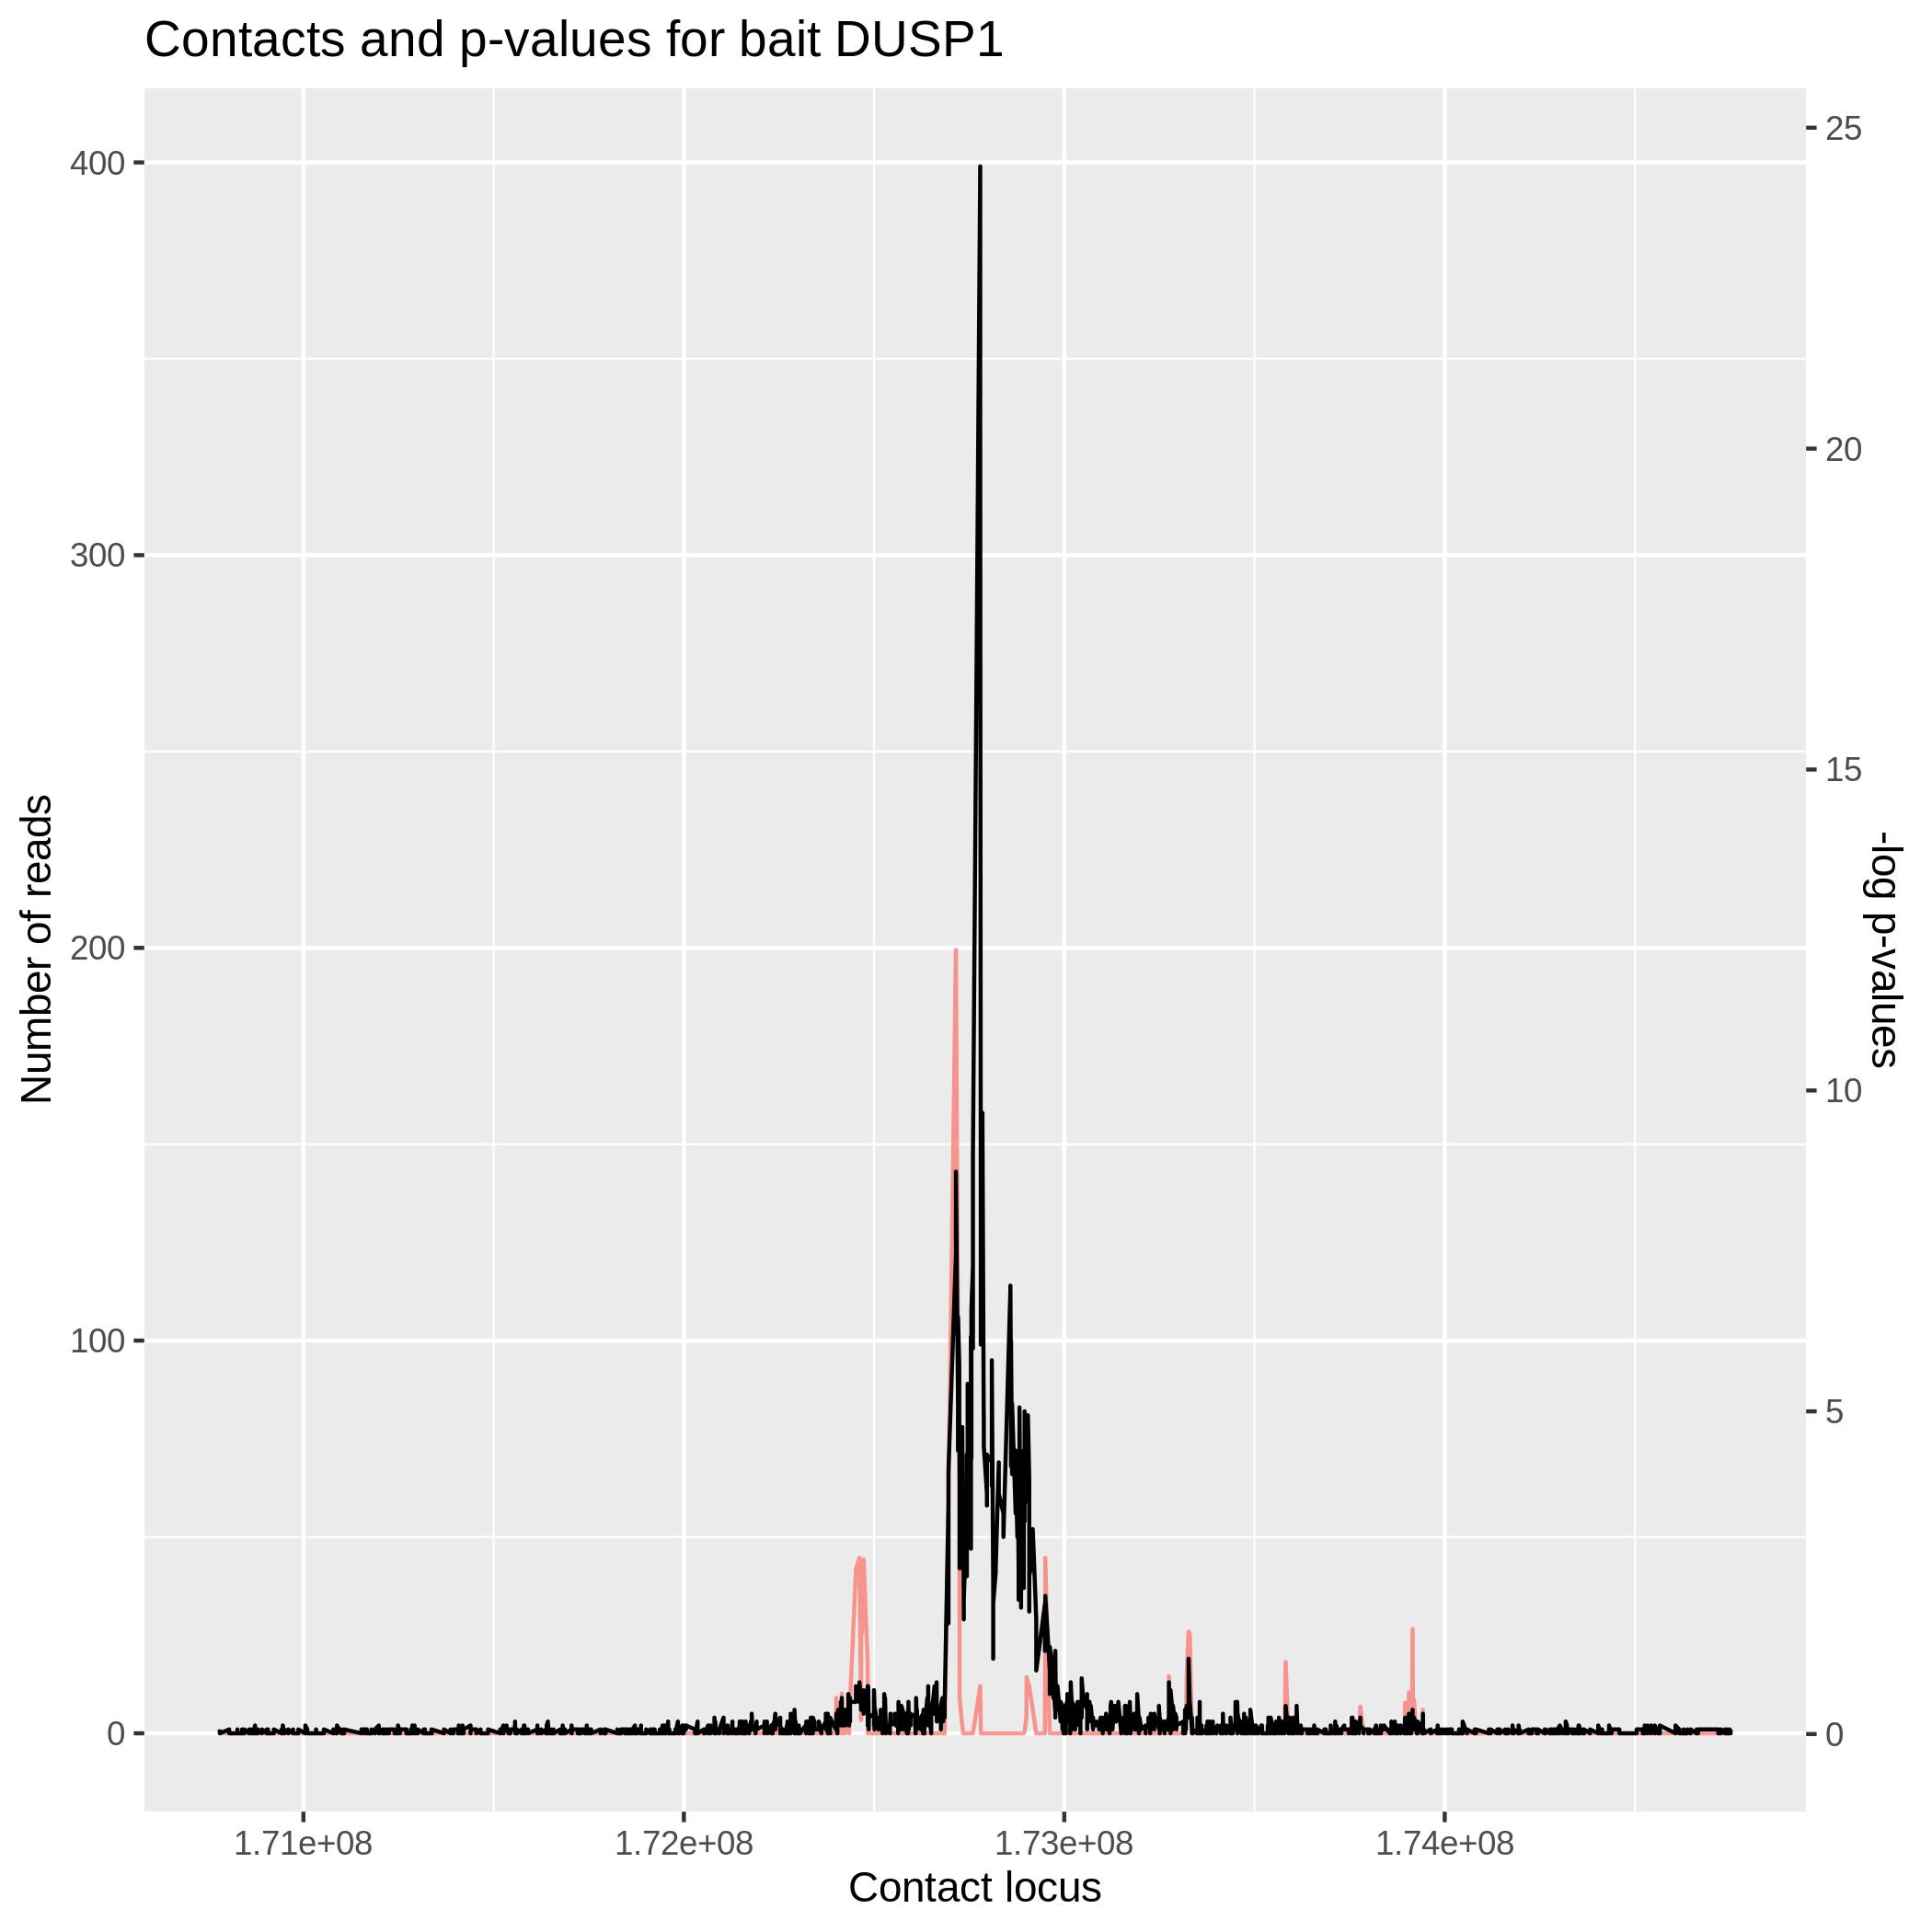 Contacts and p-values for bait DUSP1
Number of reads
400
300
200
100
0
25
20
15
10
5
0
-log p-values
1.71e+08
1.72e+08
1.73e+08
1.74e+08
Contact locus